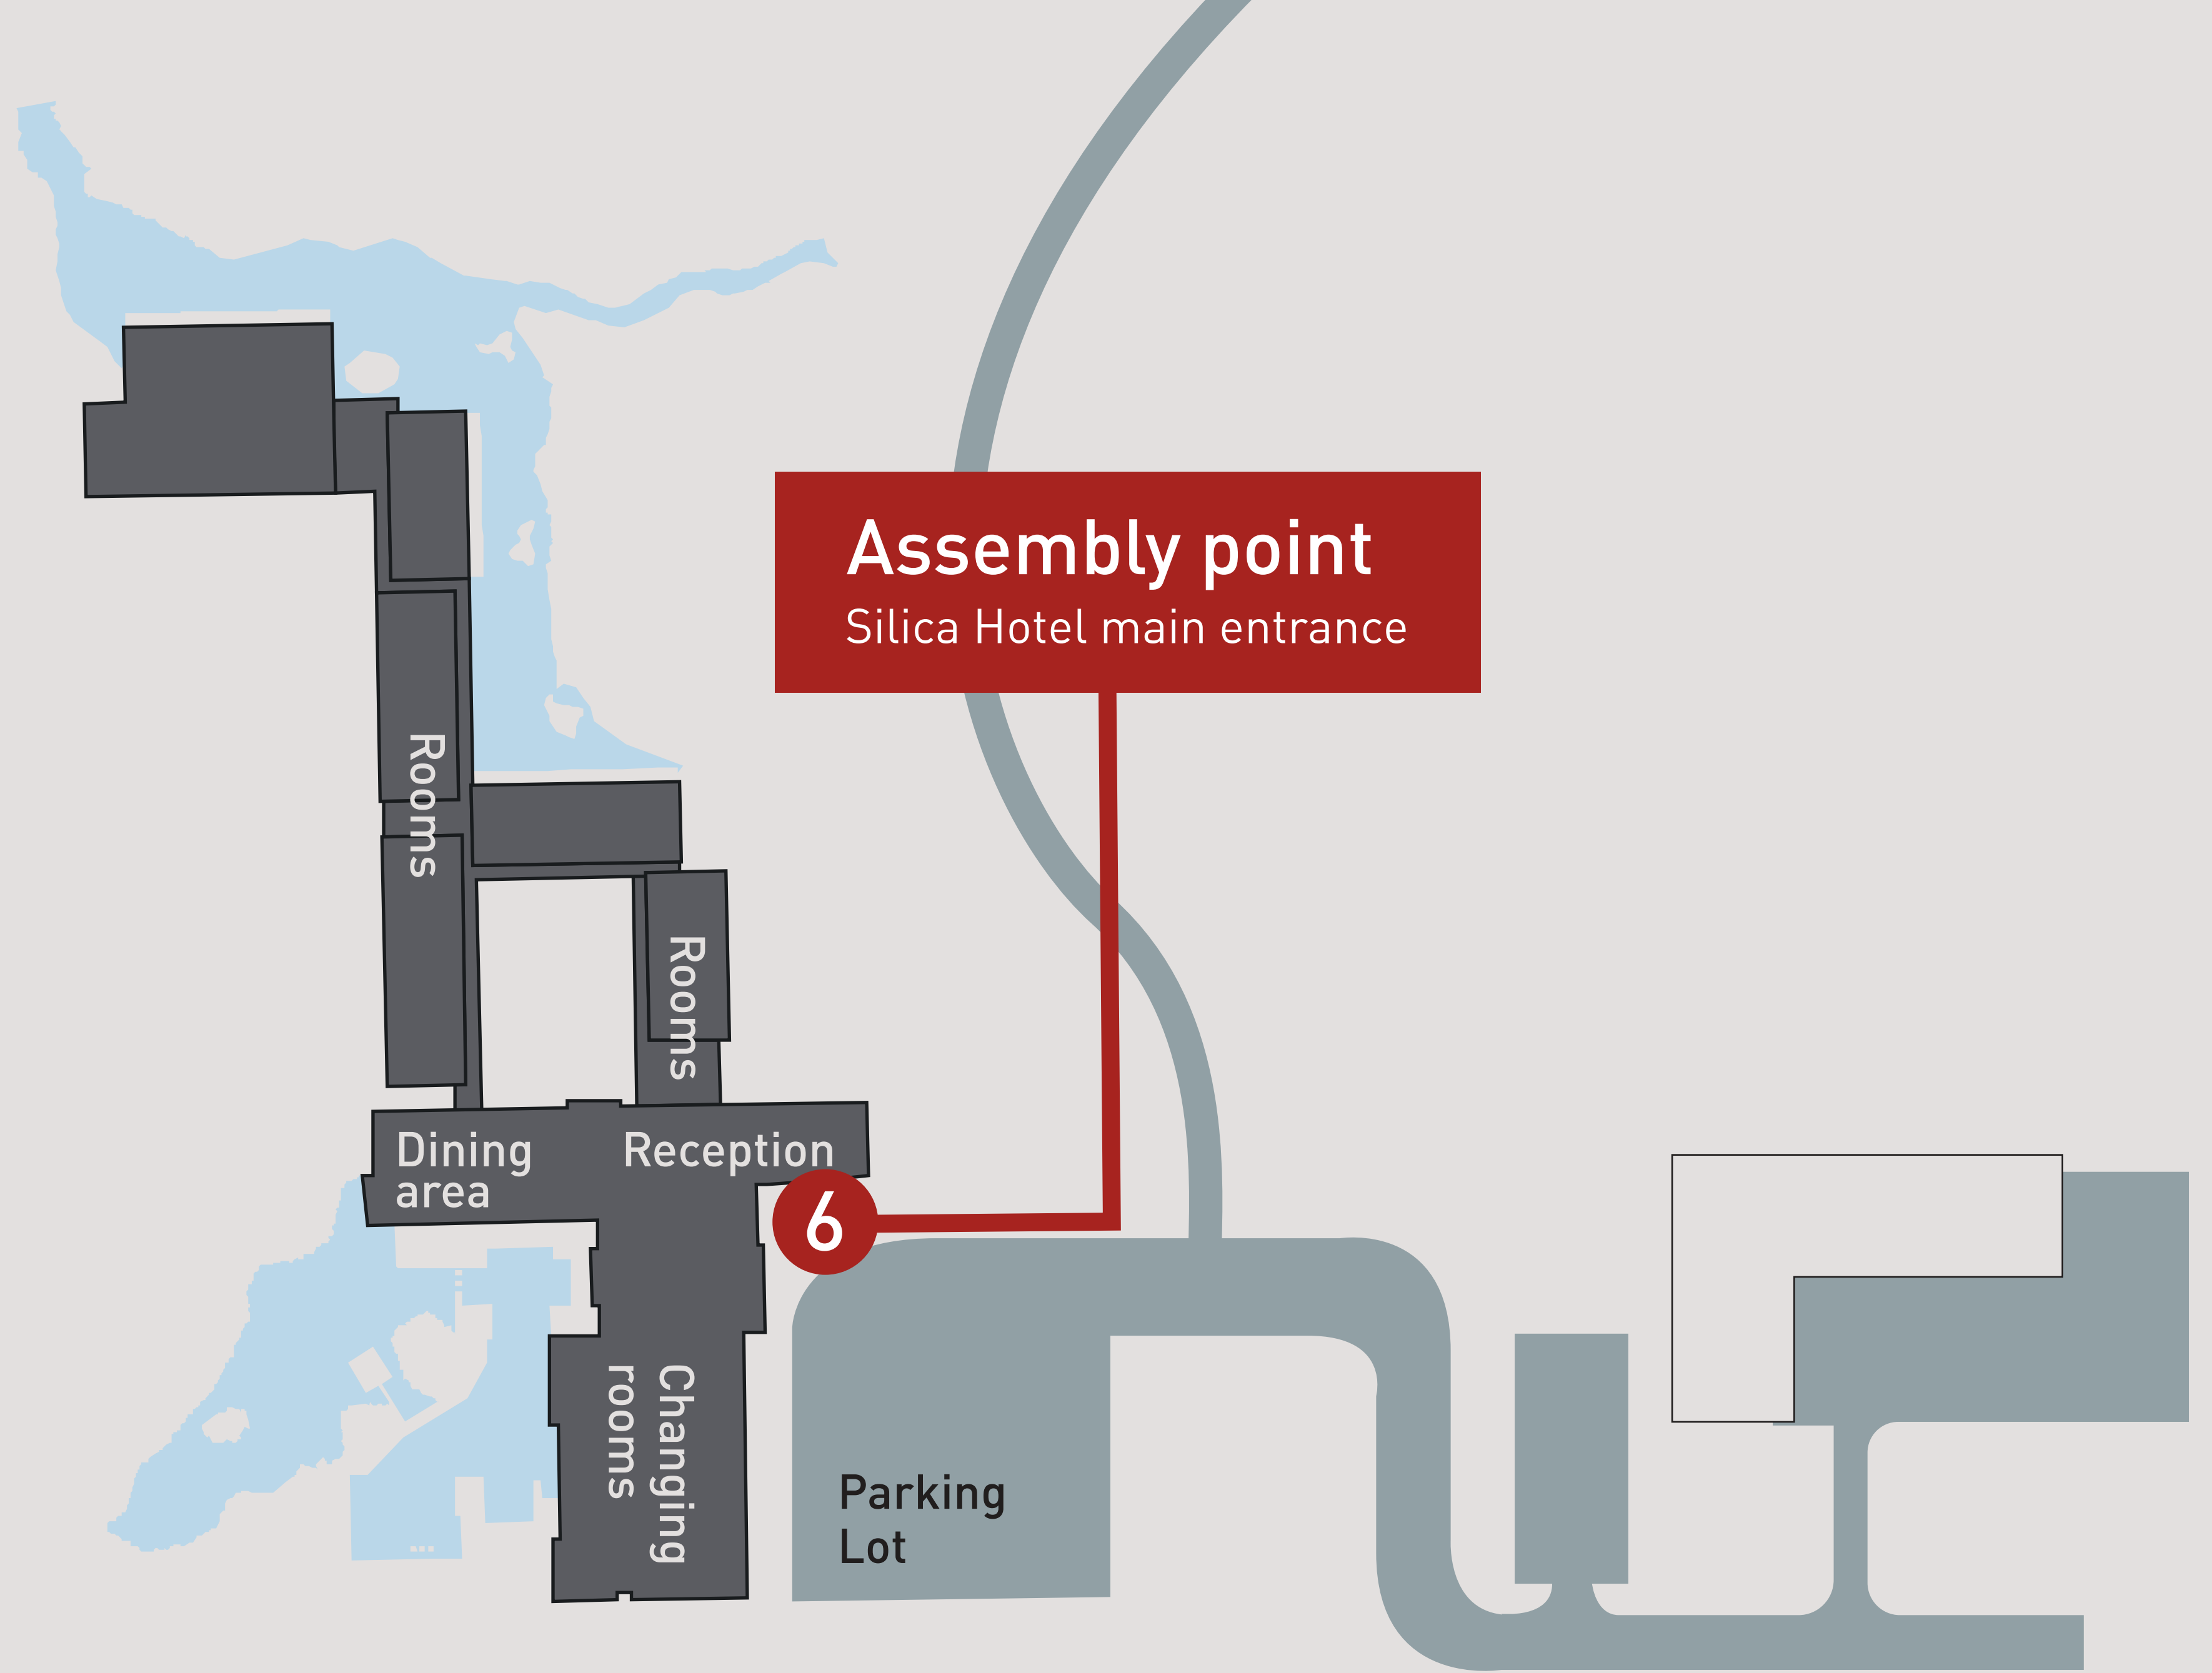 Assembly point
Silica Hotel main entrance
Rooms
Rooms
Dining
area
Reception
6
Changing
rooms
Parking
Lot